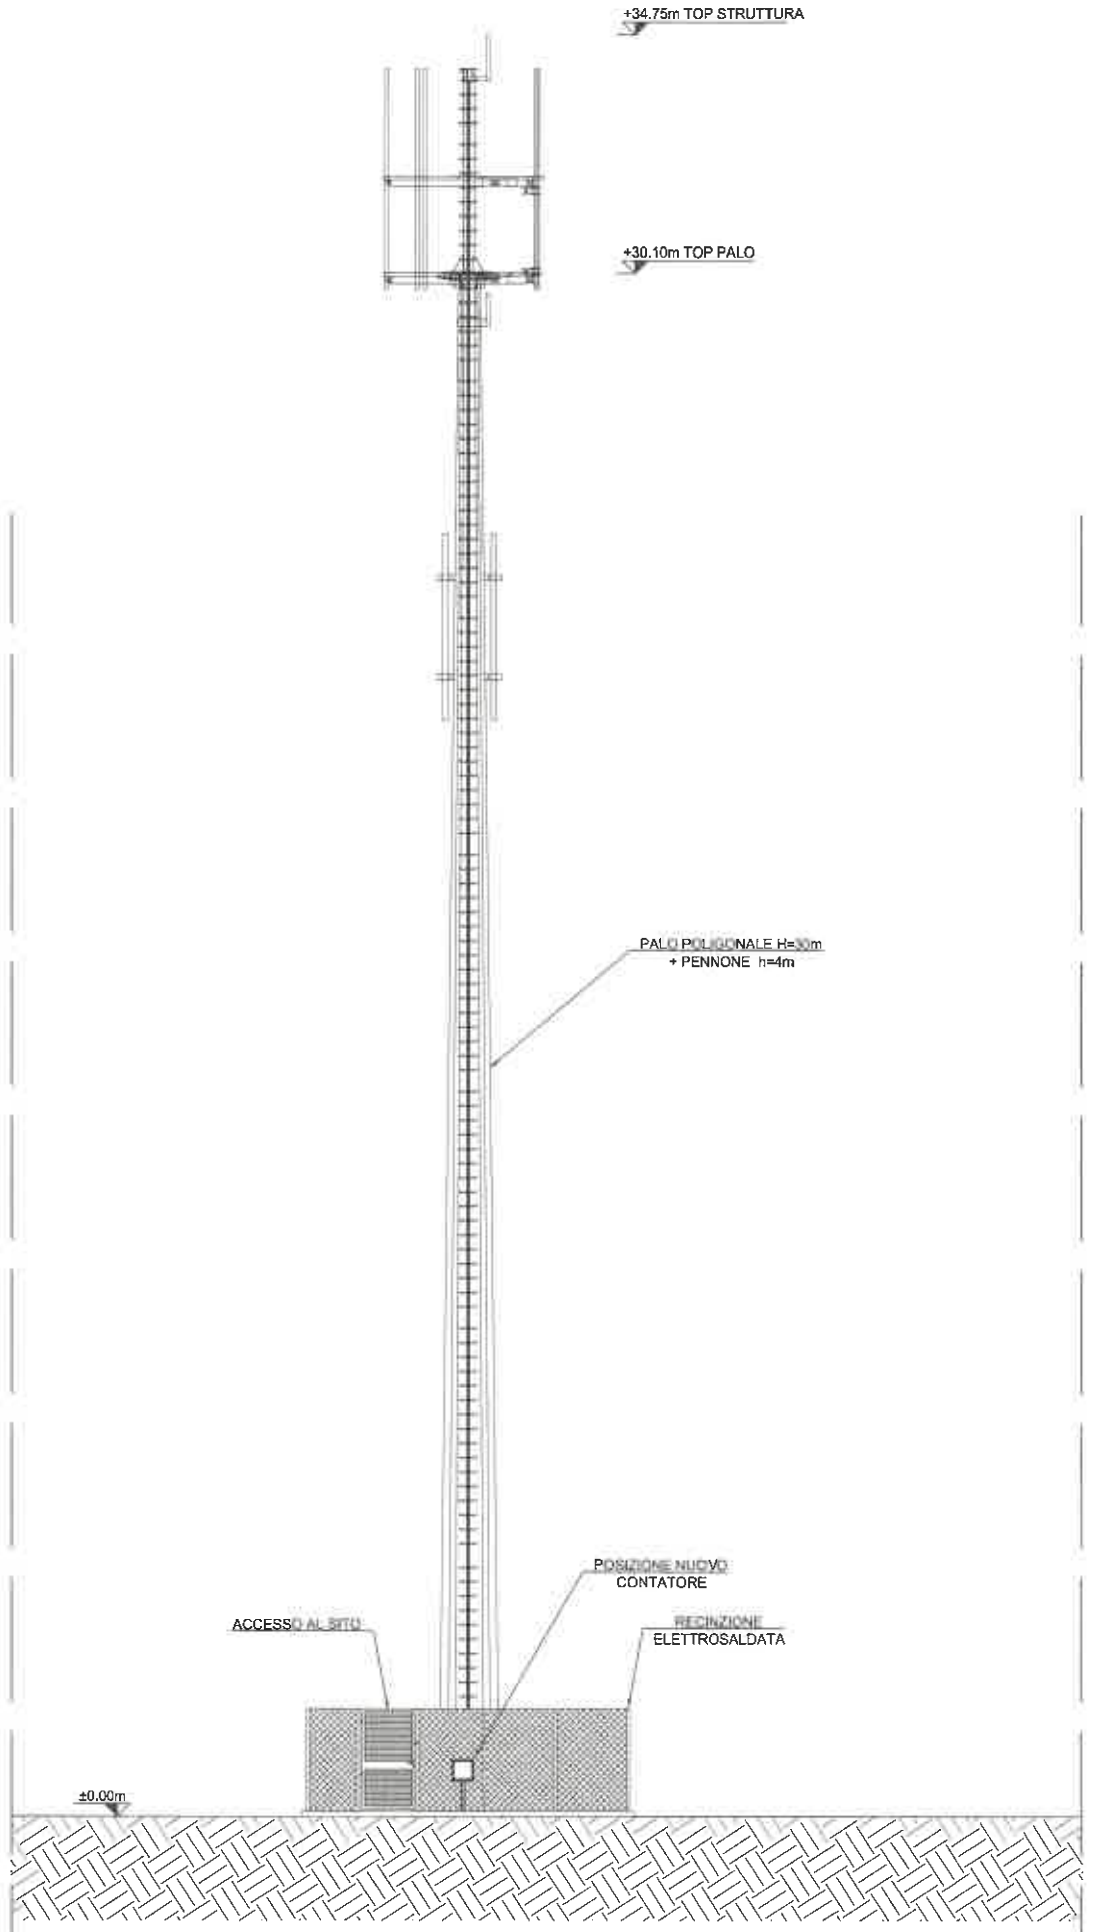 +34.75m TOP STRUTTURA
+30.10m TOP PALO
PALO POLIGONALE H=30m
+ PENNONE h=4m
POSIZIONE NUOVO
CONTATORE
ACCESSO AL SITO
RECINZIONE
ELETTROSALDATA
±0.00m